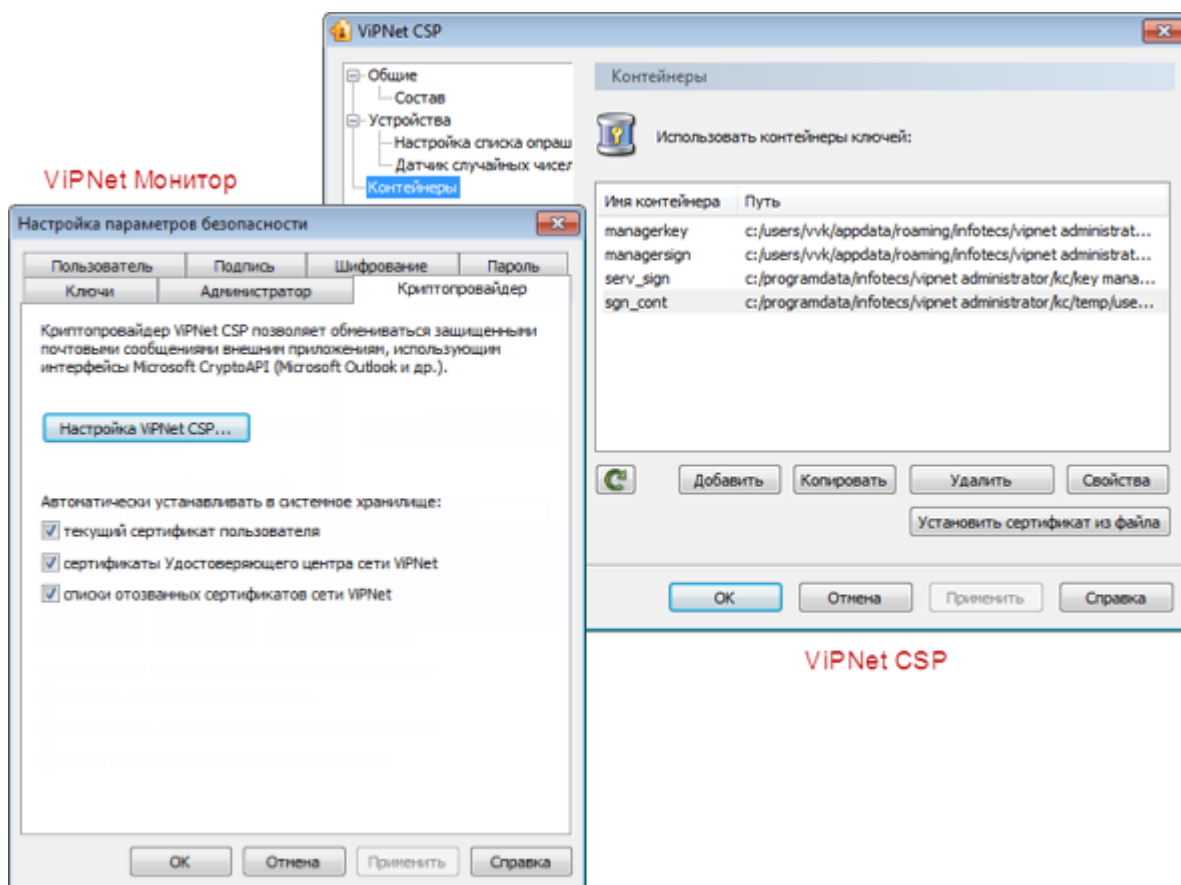 ViPNet CSP
Общие
Состав
Устройства
Настройка списка опраш
Датчик случайных чисел
Контейнеры
Контейнеры
Использовать контейнеры ключей:
Имя контейнера Путь
managerkey c:/users/vvk/appdata/roaming/infotecs/vipnet administrat...
managersign c:/users/vvk/appdata/roaming/infotecs/vipnet administrat...
serv_sign c:/programdata/infotecs/vipnet administrator/kc/key mana...
sgn_cont c:/programdata/infotecs/vipnet administrator/kc/temp/use...
Добавить Копировать Удалить Свойства
Установить сертификат из файла
ОК Отмена Применить Справка
ViPNet CSP
ViPNet Монитор
Настройка параметров безопасности
Пользователь Подпись Шифрование Пароль
Ключи Администратор Криптопровайдер
Криптопровайдер ViPNet CSP позволяет обмениваться защищенными
почтовыми сообщениями внешним приложениям, использующим
интерфейсы Microsoft CryptoAPI (Microsoft Outlook и др.).
Настройка ViPNet CSP...
Автоматически устанавливать в системное хранилище:
текущий сертификат пользователя
сертификаты Удостоверяющего центра сети ViPNet
списки отозванных сертификатов сети ViPNet
ОК Отмена Применить Справка